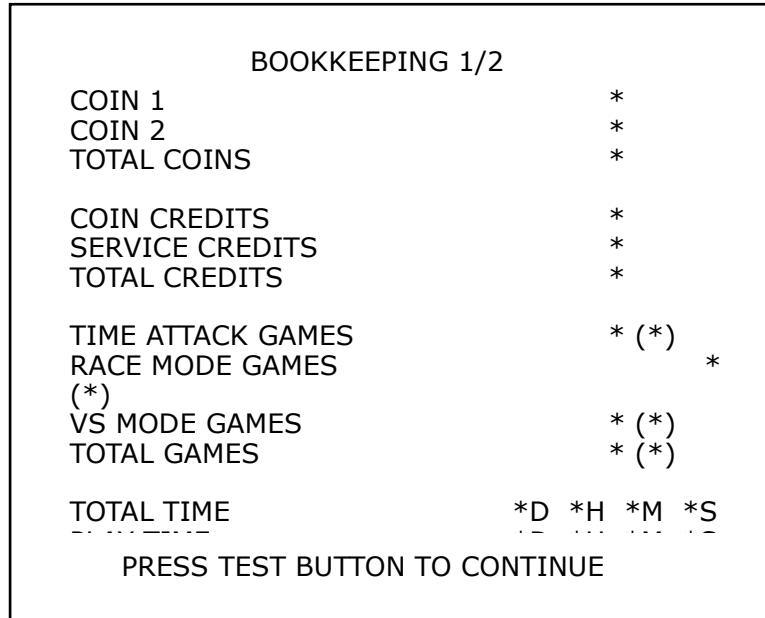 BOOKKEEPING 1/2
COIN 1 *
COIN 2 *
TOTAL COINS *
COIN CREDITS *
SERVICE CREDITS *
TOTAL CREDITS *
TIME ATTACK GAMES * (*)
RACE MODE GAMES *
(*)
VS MODE GAMES * (*)
TOTAL GAMES * (*)
TOTAL TIME *D *H *M *S
PRESS TEST BUTTON TO CONTINUE